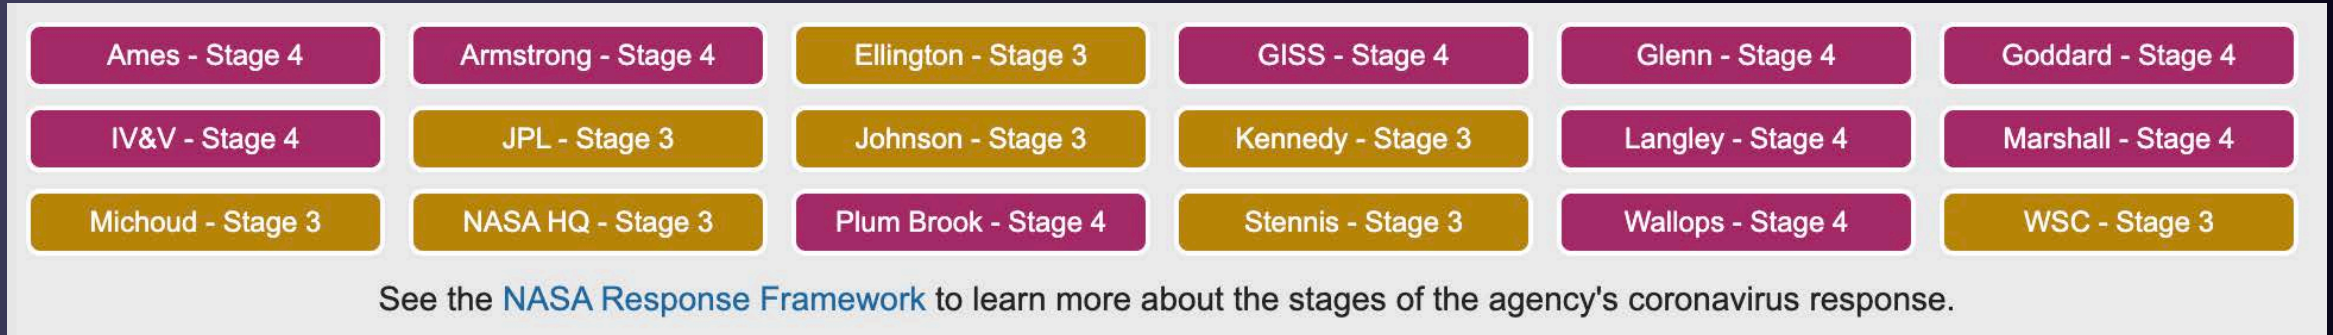 Ames - Stage 4
Armstrong - Stage 4
Ellington - Stage 3
GISS - Stage 4
Glenn - Stage 4
Goddard - Stage 4
IV&V - Stage 4
JPL - Stage 3
Johnson - Stage 3
Kennedy - Stage 3
Langley - Stage 4
Marshall - Stage 4
Michoud - Stage 3
NASA HQ - Stage 3
Plum Brook - Stage 4
Stennis - Stage 3
Wallops - Stage 4
WSC - Stage 3
See the NASA Response Framework to learn more about the stages of the agency's coronavirus response.